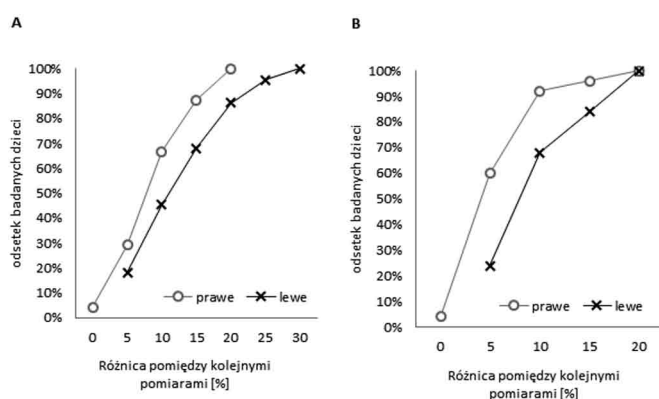 A
odsetek badanych dzieci
100%
90%
80%
70%
60%
50%
40%
30%
20%
10%
0%
prawe lewe
0 5 10 15 20 25 30
Różnica pomiędzy kolejnymi
pomiarami [%]
B
odsetek badanych dzieci
100%
90%
80%
70%
60%
50%
40%
30%
20%
10%
0%
prawe lewe
0 5 10 15 20
Różnica pomiędzy kolejnymi
pomiarami [%]